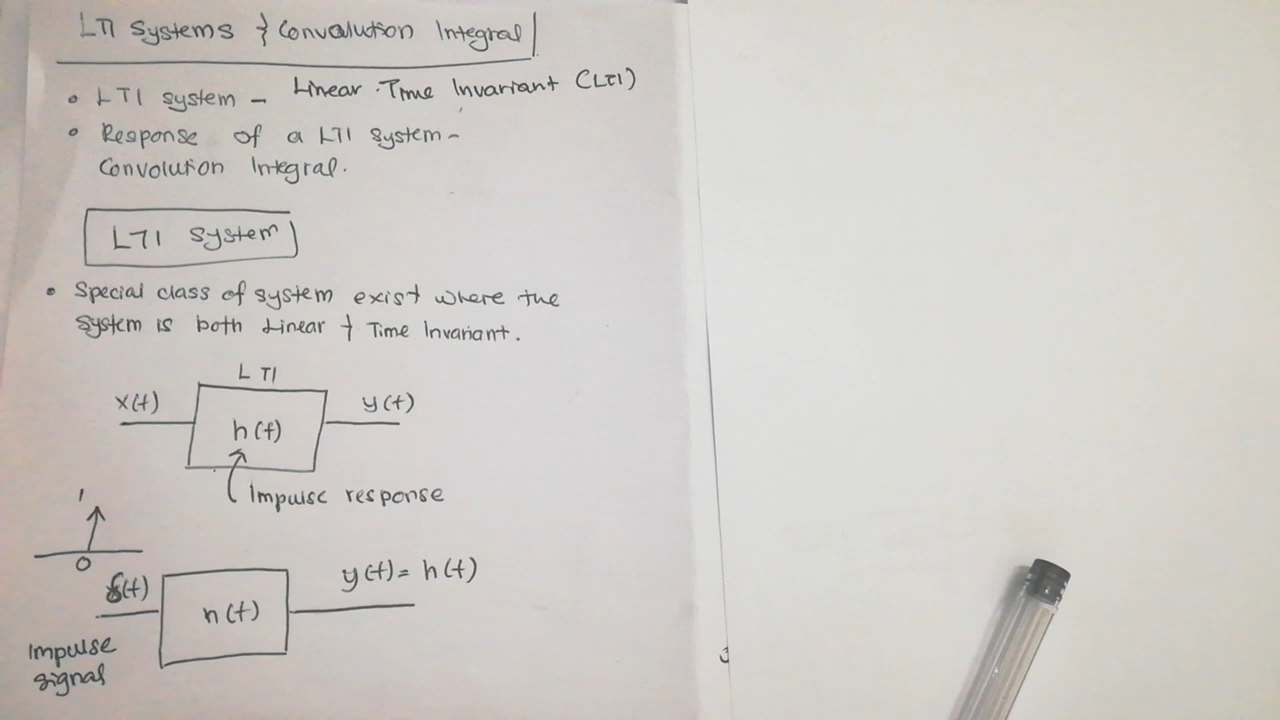 LTI Systems & Convolution Integral
• LTI system - Linear Time Invariant (LTI)
• Response of a LTI system -
Convolution Integral.
LTI System
• Special class of system exist where the
system is both Linear & Time Invariant.
LTI
x(t)
h(t)
y(t)
Impulse response
1
0
δ(t)
h(t)
y(t) = h(t)
Impulse
signal